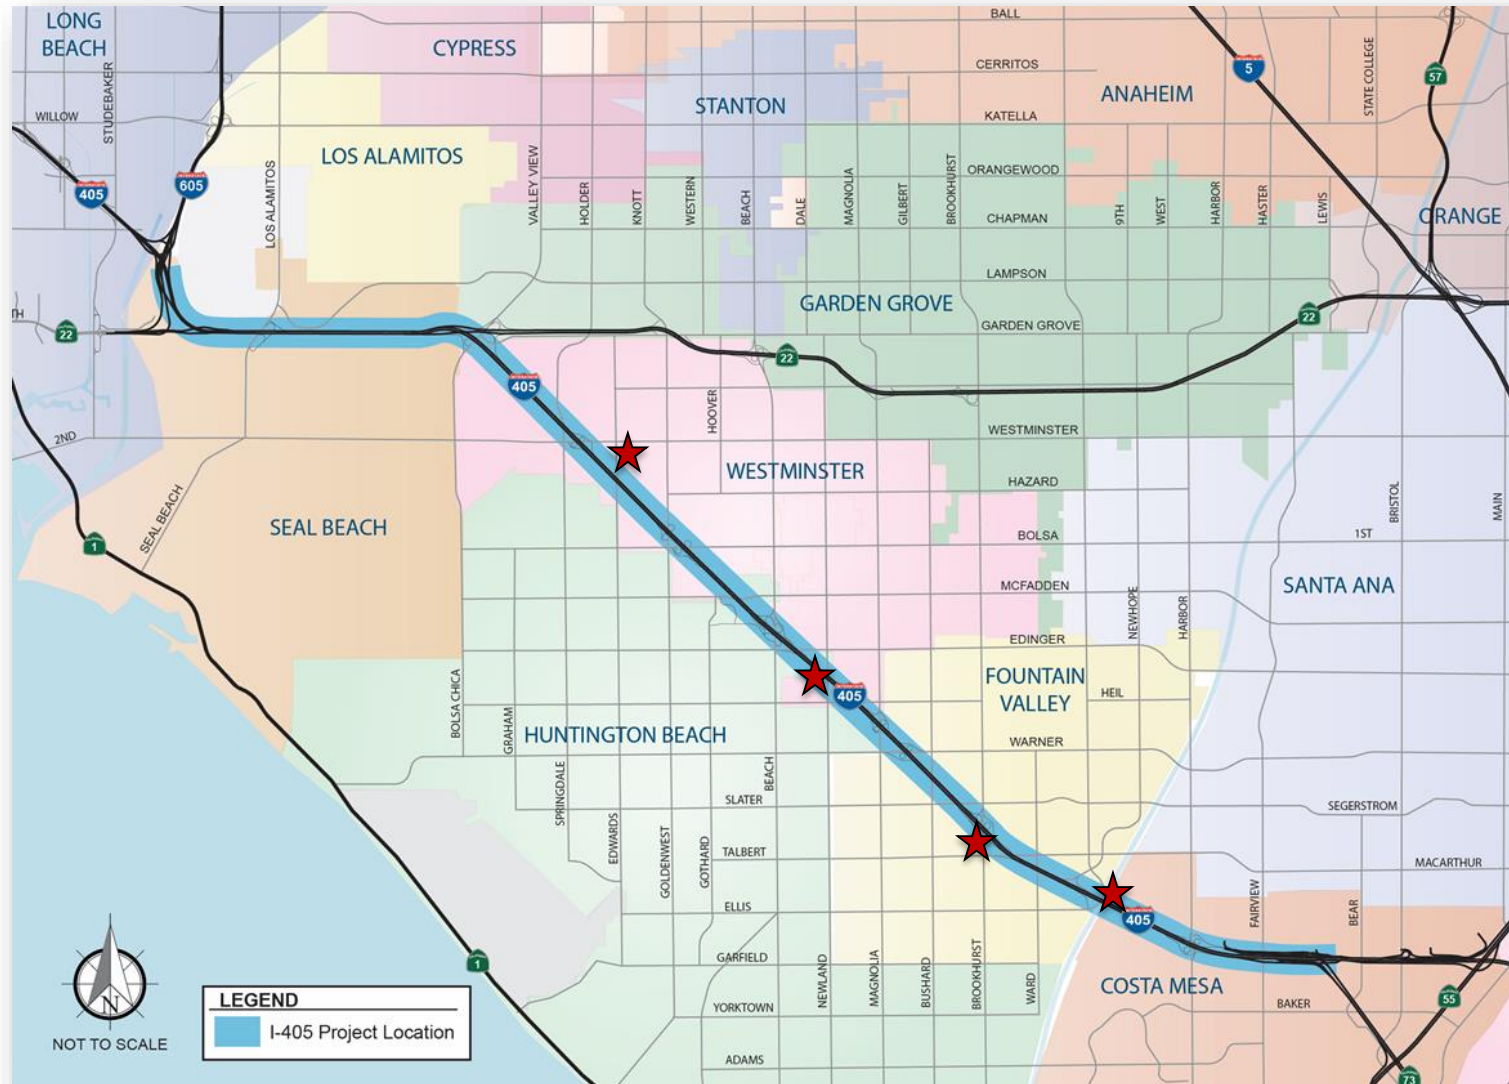 LONG
BEACH
CYPRESS
BALL
CERRITOS
5
STATE COLLEGE
57
STUDEBAKER
WILLOW
STANTON
ANAHEIM
KATELLA
LOS ALAMITOS
405
605
LOS ALAMITOS
VALLEY VIEW
HOLDER
KNOTT
WESTERN
BEACH
DALE
MAGNOLIA
GILBERT
BROOKHURST
ORANGEWOOD
CHAPMAN
9TH
WEST
HARBOR
HASTER
LEWIS
ORANGE
LAMPSON
GARDEN GROVE
GARDEN GROVE
22
TH
22
22
405
HOOVER
WESTMINSTER
2ND
WESTMINSTER
HAZARD
SEAL BEACH
SEAL BEACH
1
BOLSA
1ST
BRISTOL
MAIN
MCFADDEN
SANTA ANA
NEWHOPE
HARBOR
EDINGER
FOUNTAIN
VALLEY
HEIL
405
BOLSA CHICA
GRAHAM
HUNTINGTON BEACH
WARNER
BEACH
SPRINGDALE
EDWARDS
GOLDENWEST
GOTHARD
SLATER
SEGERSTROM
TALBERT
MACARTHUR
ELLIS
405
FAIRVIEW
BEAR
1
GARFIELD
NEWLAND
MAGNOLIA
BUSHARD
BROOKHURST
WARD
COSTA MESA
BAKER
55
YORKTOWN
ADAMS
73
N
NOT TO SCALE
LEGEND
I-405 Project Location